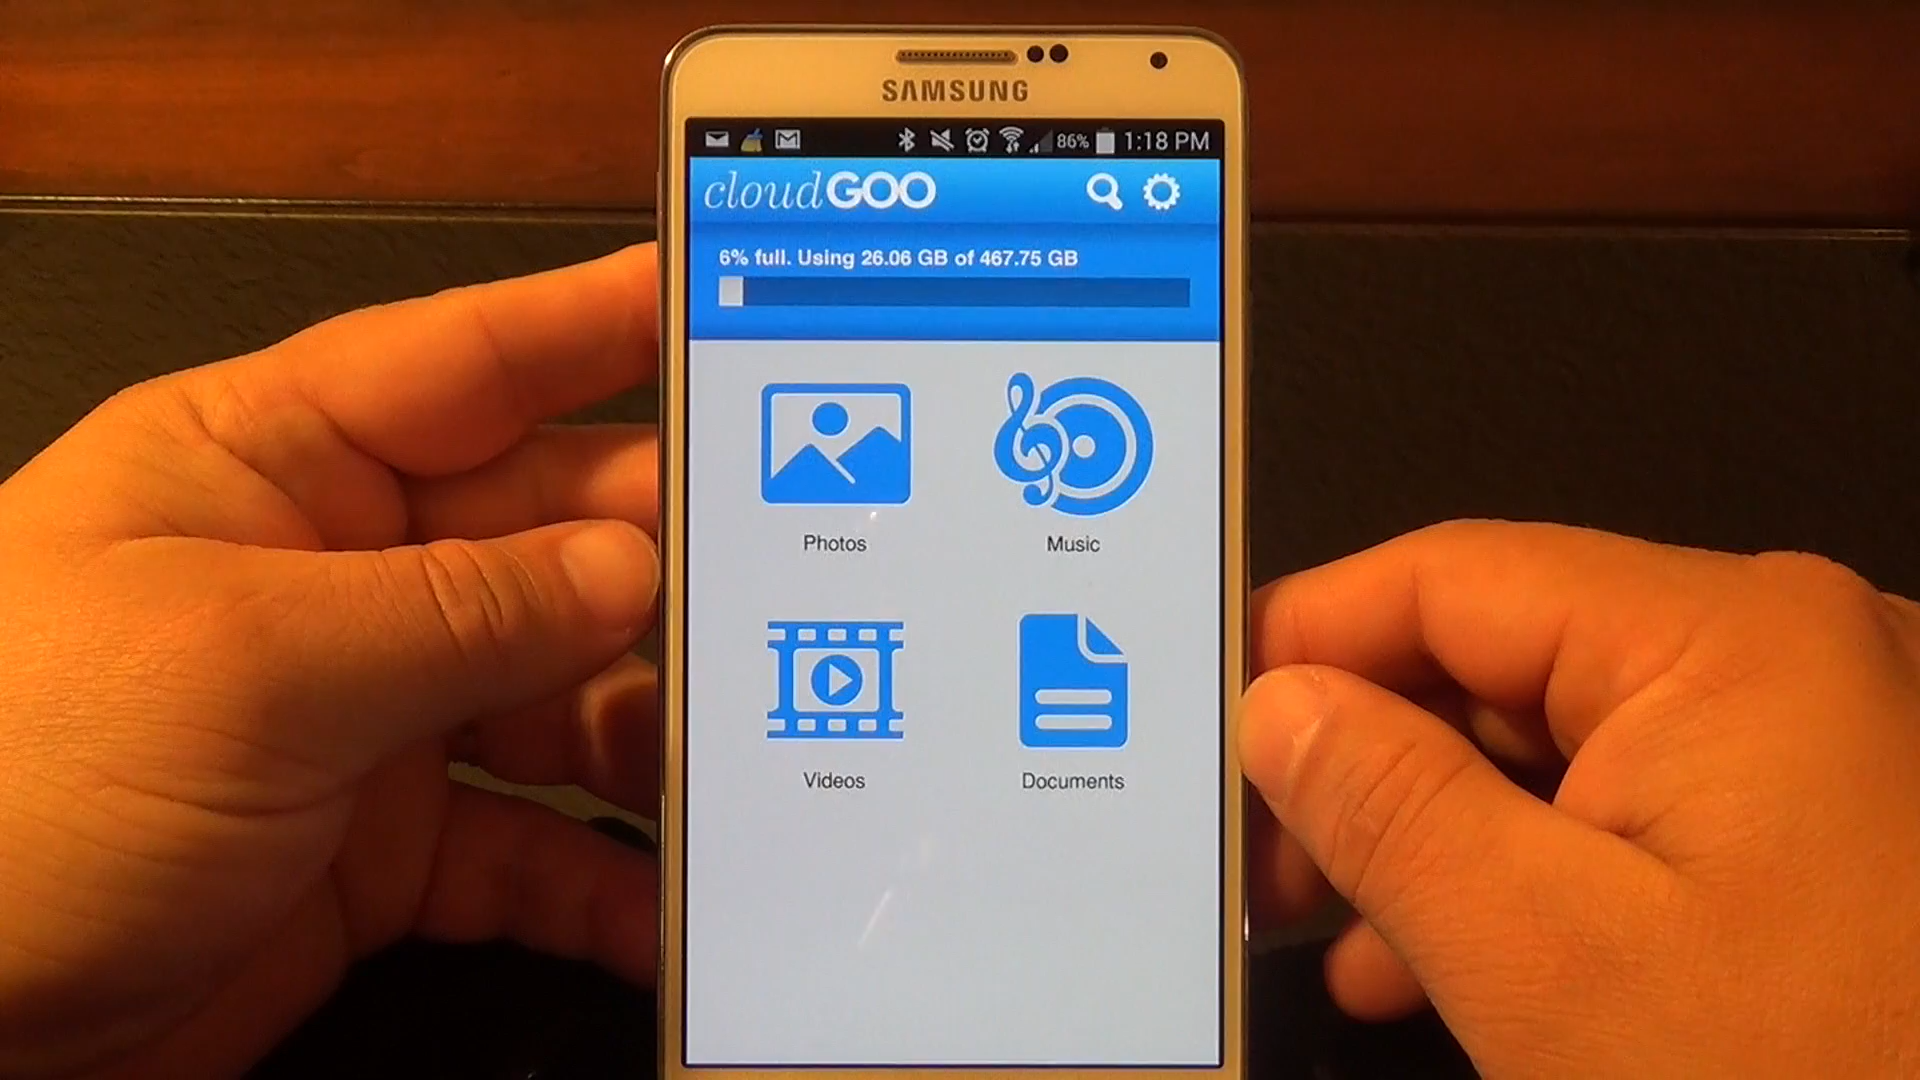 SAMSUNG
86% 1:18 PM
cloudGOO
6% full. Using 26.06 GB of 467.75 GB
Photos Music
Videos Documents